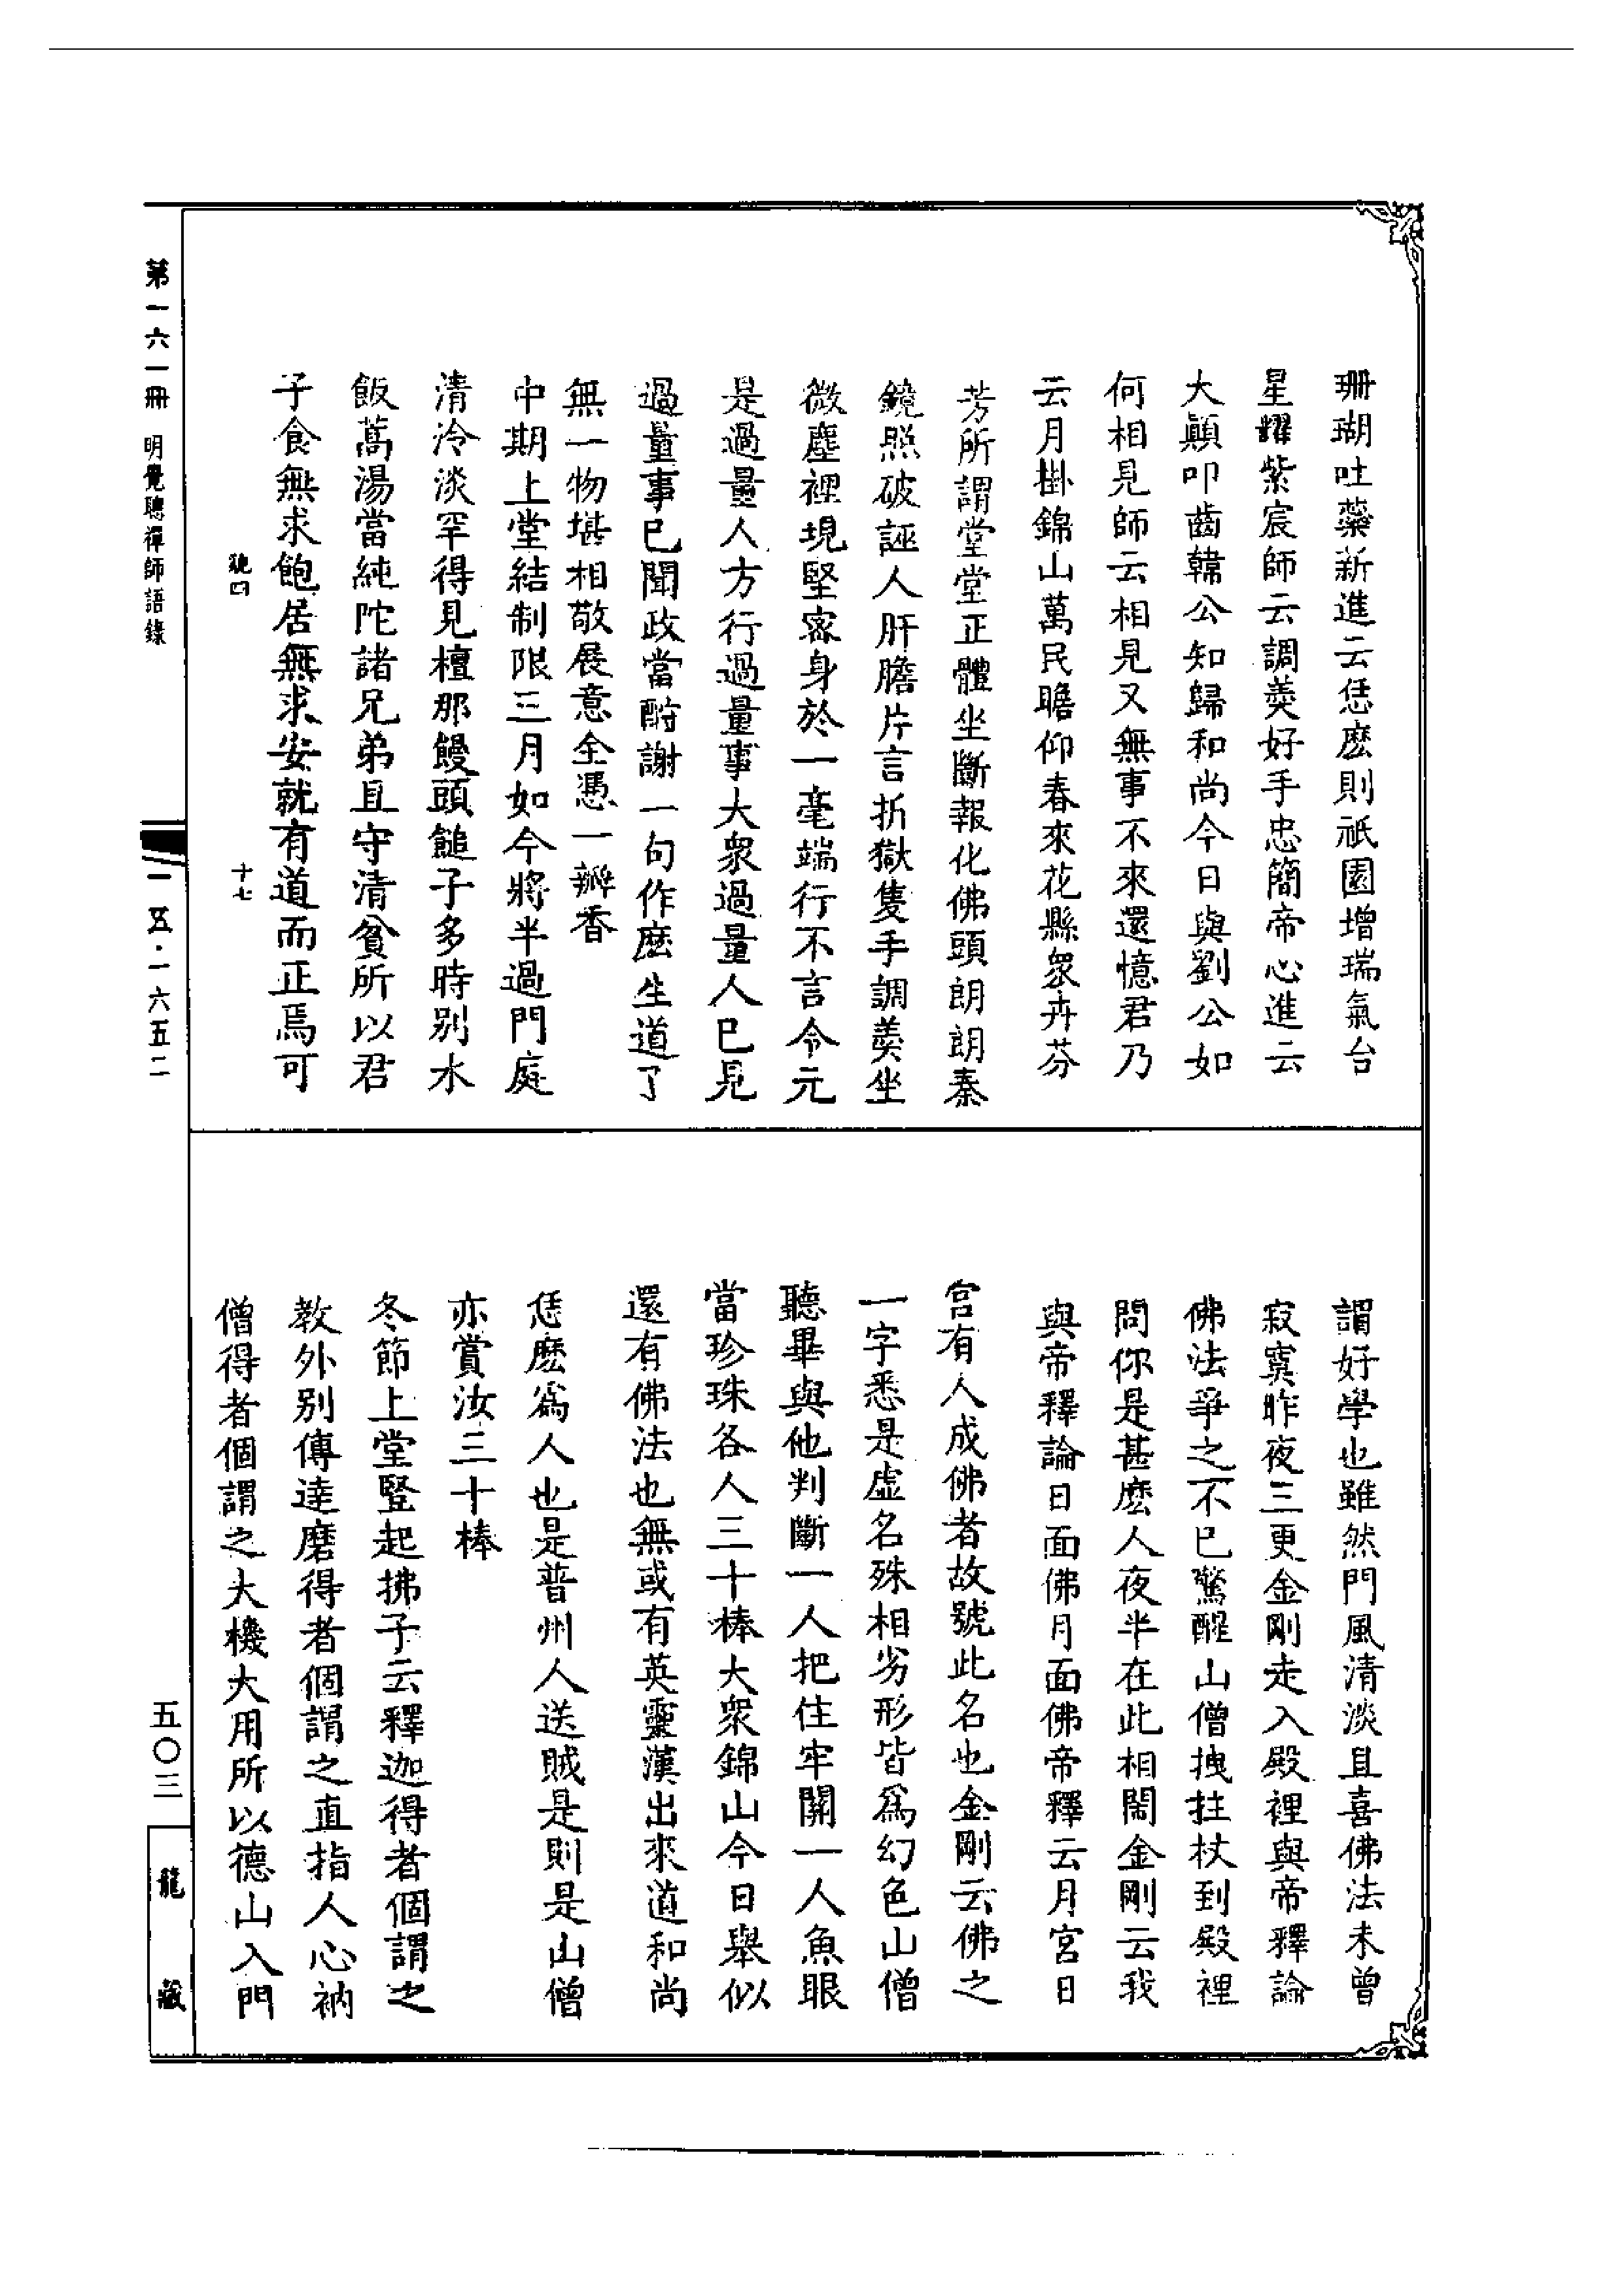 珊瑚吐蘂新進云恁麽則祇園增瑞氣台
星耀紫宸師云調羹好手忠簡帝心進云
大顛叩齒韓公知歸和尚今日與劉公如
何相見師云相見又無事不來還憶君乃
云月掛錦山萬民瞻仰春來花縣衆卉芬
芳所謂堂堂正體坐斷報化佛頭朗朗秦
鏡照破誣人肝膽片言折獄隻手調羹坐
微塵裡現堅密身於一毫端行不言令元
是過量人方行過量事大衆過量人已見
過量事已聞政當酧謝一句作麽生道了
無一物堪相敬展意全憑一瓣香
中期上堂結制限三月如今將半過門庭
清冷淡罕得見檀那饅頭鎚子多時別水
飯萬湯當純陀諸兄弟且守清貧所以君
子食無求飽居無求安就有道而正焉可
謂好學也雖然門風清淡且喜佛法未曾
寂寞昨夜三更金剛走入殿裡與帝釋論
佛法爭之不已驚醒山僧拽拄杖到殿裡
問你是甚麽人夜半在此相鬧金剛云我
與帝釋論日面佛月面佛帝釋云月宮日
宮有人成佛者故號此名也金剛云佛之
一字悉是虛名殊相劣形皆爲幻色山僧
聽畢與他判斷一人把住牢關一人魚眼
當珍珠各人三十棒大衆錦山今日舉似
還有佛法也無或有英靈漢出來道和尚
恁麽爲人也是普州人送賊是則是山僧
亦賞汝三十棒
冬節上堂豎起拂子云釋迦得者個謂之
教外別傳達磨得者個謂之直指人心衲
僧得者個謂之大機大用所以德山入門
第一六一冊 明覺聰禪師語錄
一五·一六五二
五〇三
龍藏
四 十七